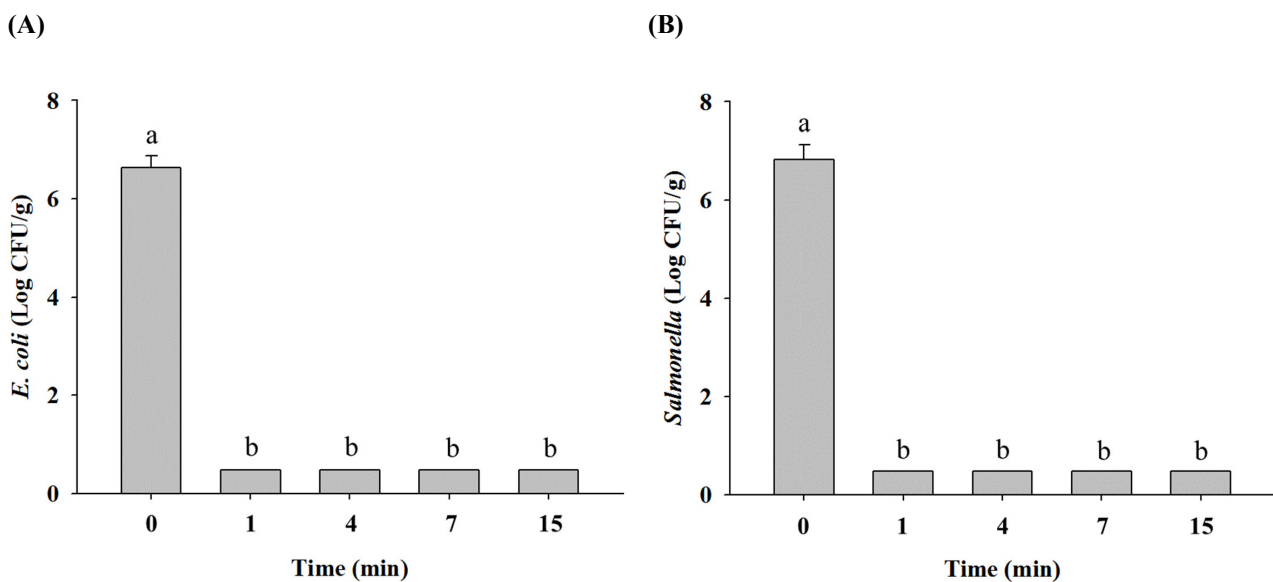 (A)
8
6
4
2
0
E. coli (Log CFU/g)
a
b
b
b
b
0 1 4 7 15
Time (min)
(B)
8
6
4
2
0
Salmonella (Log CFU/g)
a
b
b
b
b
0 1 4 7 15
Time (min)